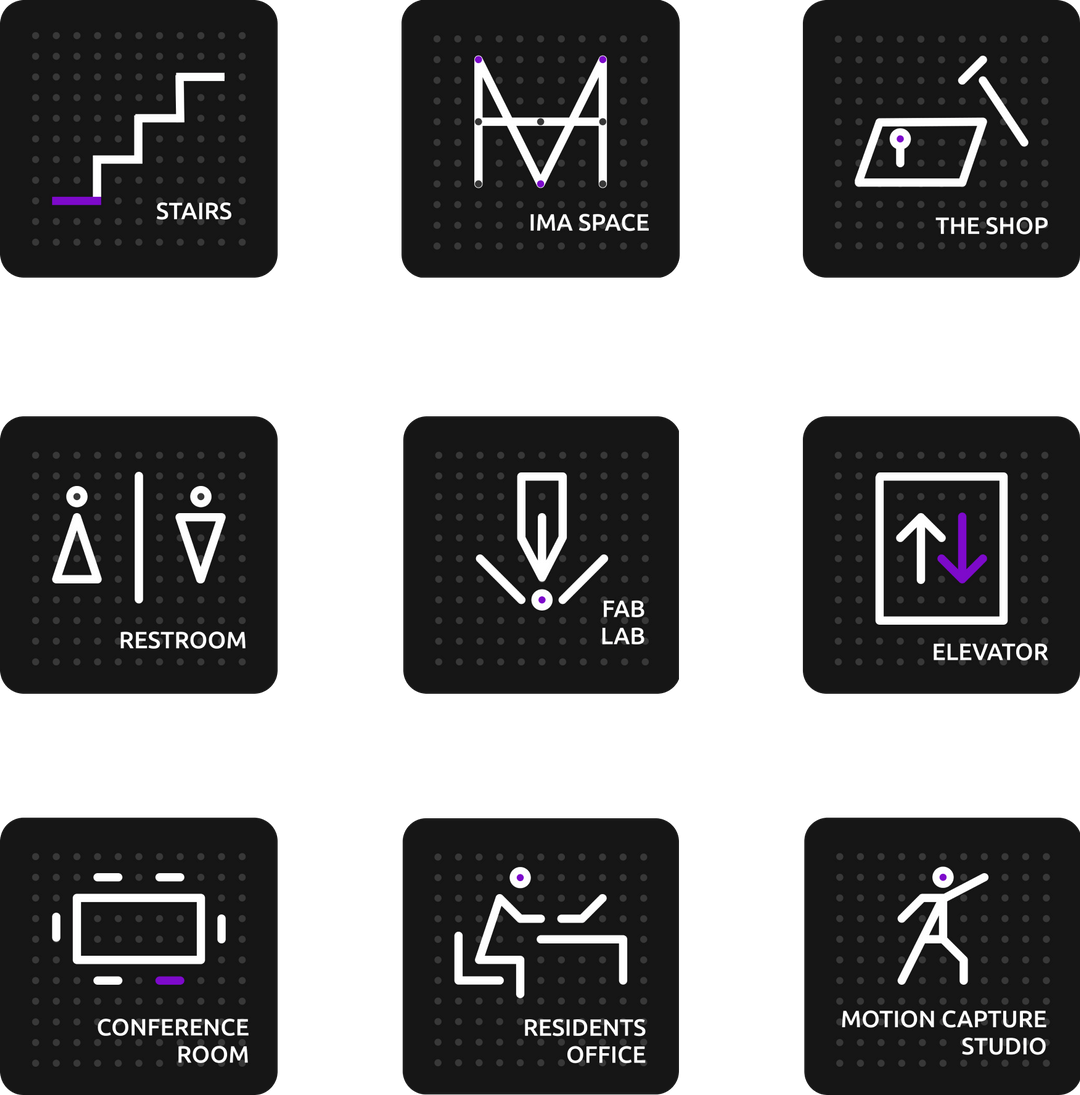 STAIRS
IMA SPACE
THE SHOP
RESTROOM
FAB
LAB
ELEVATOR
CONFERENCE
ROOM
RESIDENTS
OFFICE
MOTION CAPTURE
STUDIO